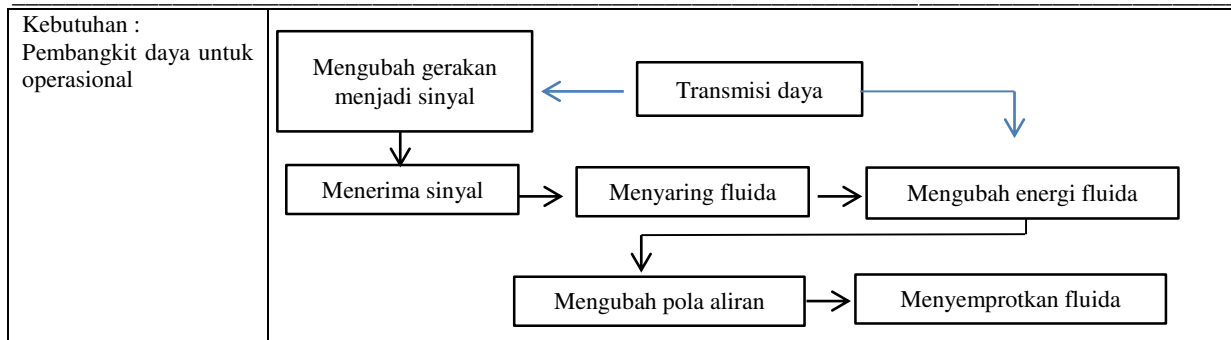 Kebutuhan :
Pembangkit daya untuk
operasional
Mengubah gerakan
menjadi sinyal
Transmisi daya
Menerima sinyal
Menyaring fluida
Mengubah energi fluida
Mengubah pola aliran
Menyemprotkan fluida